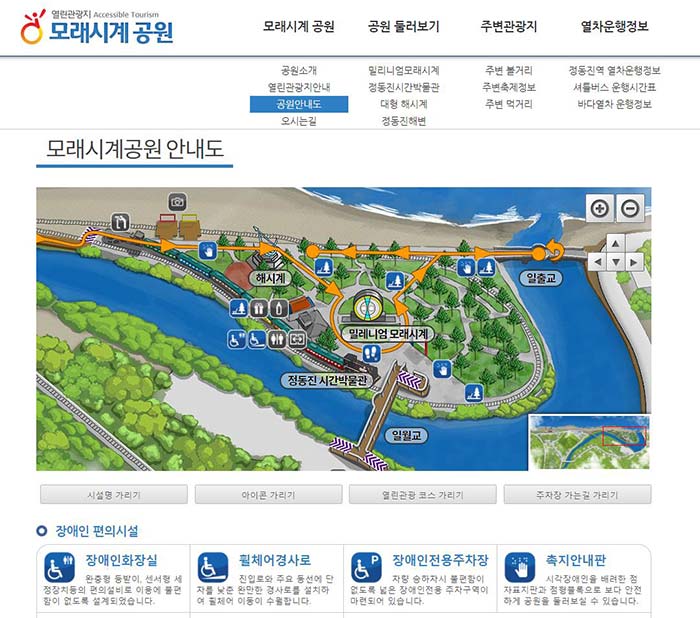 열린관광지 Accessible Tourism
모래시계 공원
모래시계 공원 공원 둘러보기 주변관광지 열차운행정보
공원소개 밀리니엄모래시계 주변 볼거리 정동진역 열차운행정보
열린관광지안내 정동진시간박물관 주변축제정보 셔틀버스 운행시간표
공원안내도 대형 해시계 주변 먹거리 바다열차 운행정보
오시는길 정동진해변
모래시계공원 안내도
해시계
일출교
밀레니엄 모래시계
정동진 시간박물관
일월교
시설명 가리기 아이콘 가리기 열린관광 코스 가리기 주차장 가는길 가리기
장애인 편의시설
장애인화장실 휠체어경사로 장애인전용주차장 촉지안내판
완충형 등받이, 센서형 세 진입로와 주요 동선에 단 차량 승하차시 불편함이 시각장애인을 배려한 점
정장치등의 편의설비로 이용에 불편 차를 낮춘 완만한 경사로를 설치하 없도록 넓은 장애인전용 주차구역이 자표지판과 점형블록으로 보다 안전
함이 없도록 설계되었습니다. 여 휠체어 이동이 수월합니다. 마련되어 있습니다. 하게 공원을 둘러보실 수 있습니다.